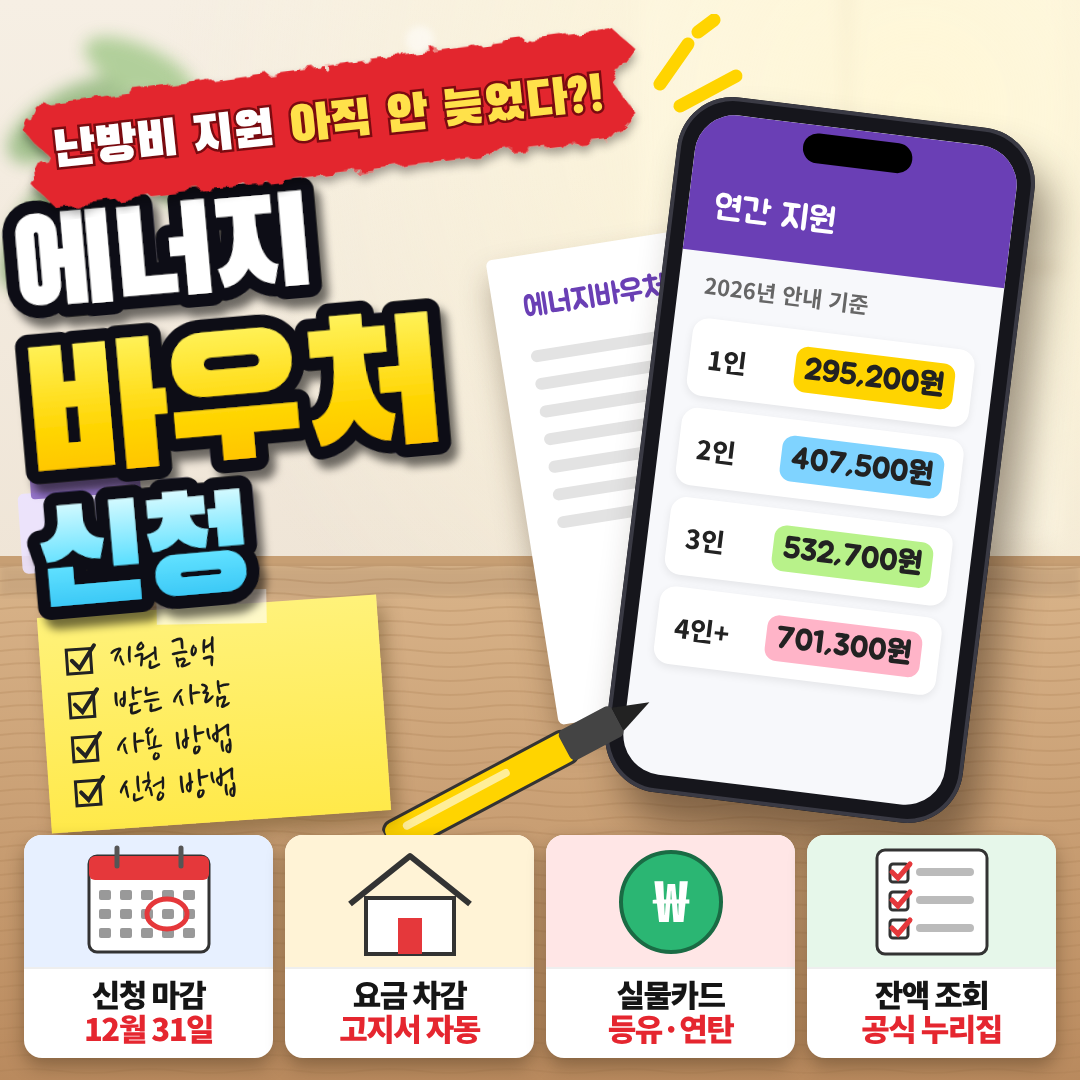 난방비 지원 아직 안 늦었다?!
에너지
바우처
신청
에너지바우처
연간 지원
2026년 안내 기준
1인 295,200원
2인 407,500원
3인 532,700원
4인+ 701,300원
지원 금액
받는 사람
사용 방법
신청 방법
신청 마감
12월 31일
요금 차감
고지서 자동
₩
실물카드
등유·연탄
잔액 조회
공식 누리집